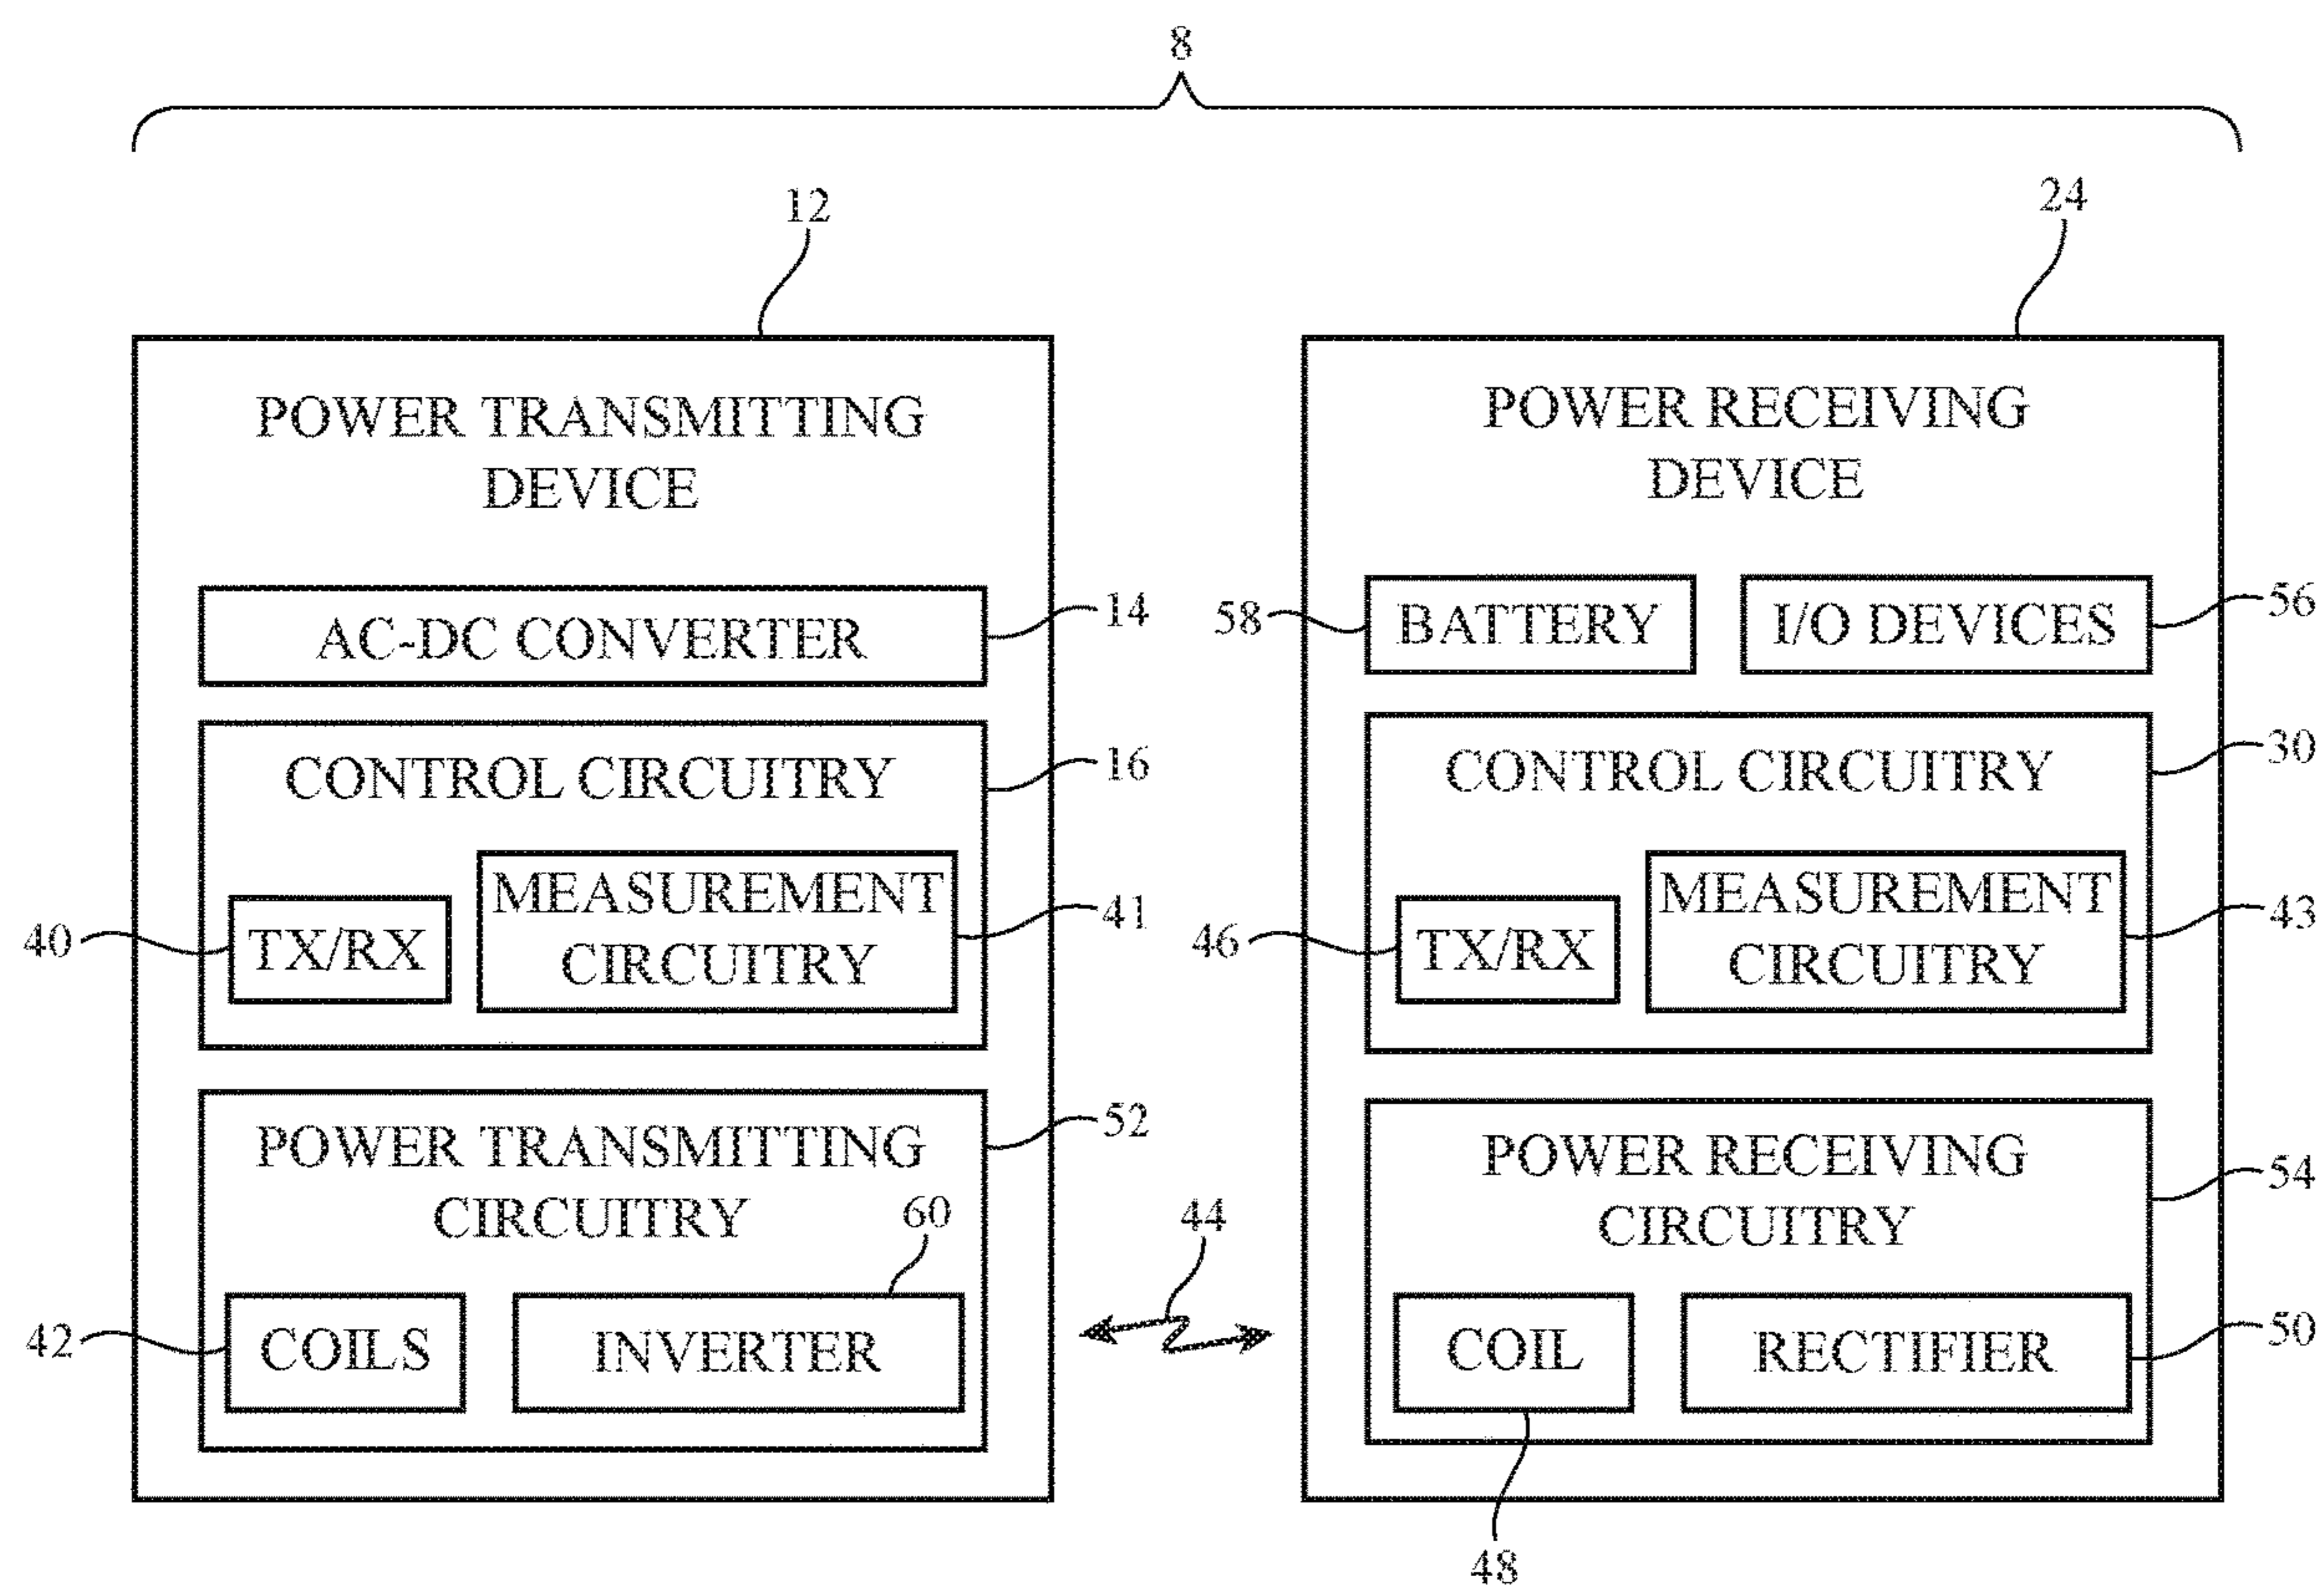 8
12
24
POWER TRANSMITTING
DEVICE
AC-DC CONVERTER
14
CONTROL CIRCUITRY
16
40
TX/RX
MEASUREMENT
CIRCUITRY
41
POWER TRANSMITTING
CIRCUITRY
52
60
42
COILS
INVERTER
44
POWER RECEIVING
DEVICE
58
BATTERY
I/O DEVICES
56
CONTROL CIRCUITRY
30
46
TX/RX
MEASUREMENT
CIRCUITRY
43
POWER RECEIVING
CIRCUITRY
54
COIL
RECTIFIER
50
48